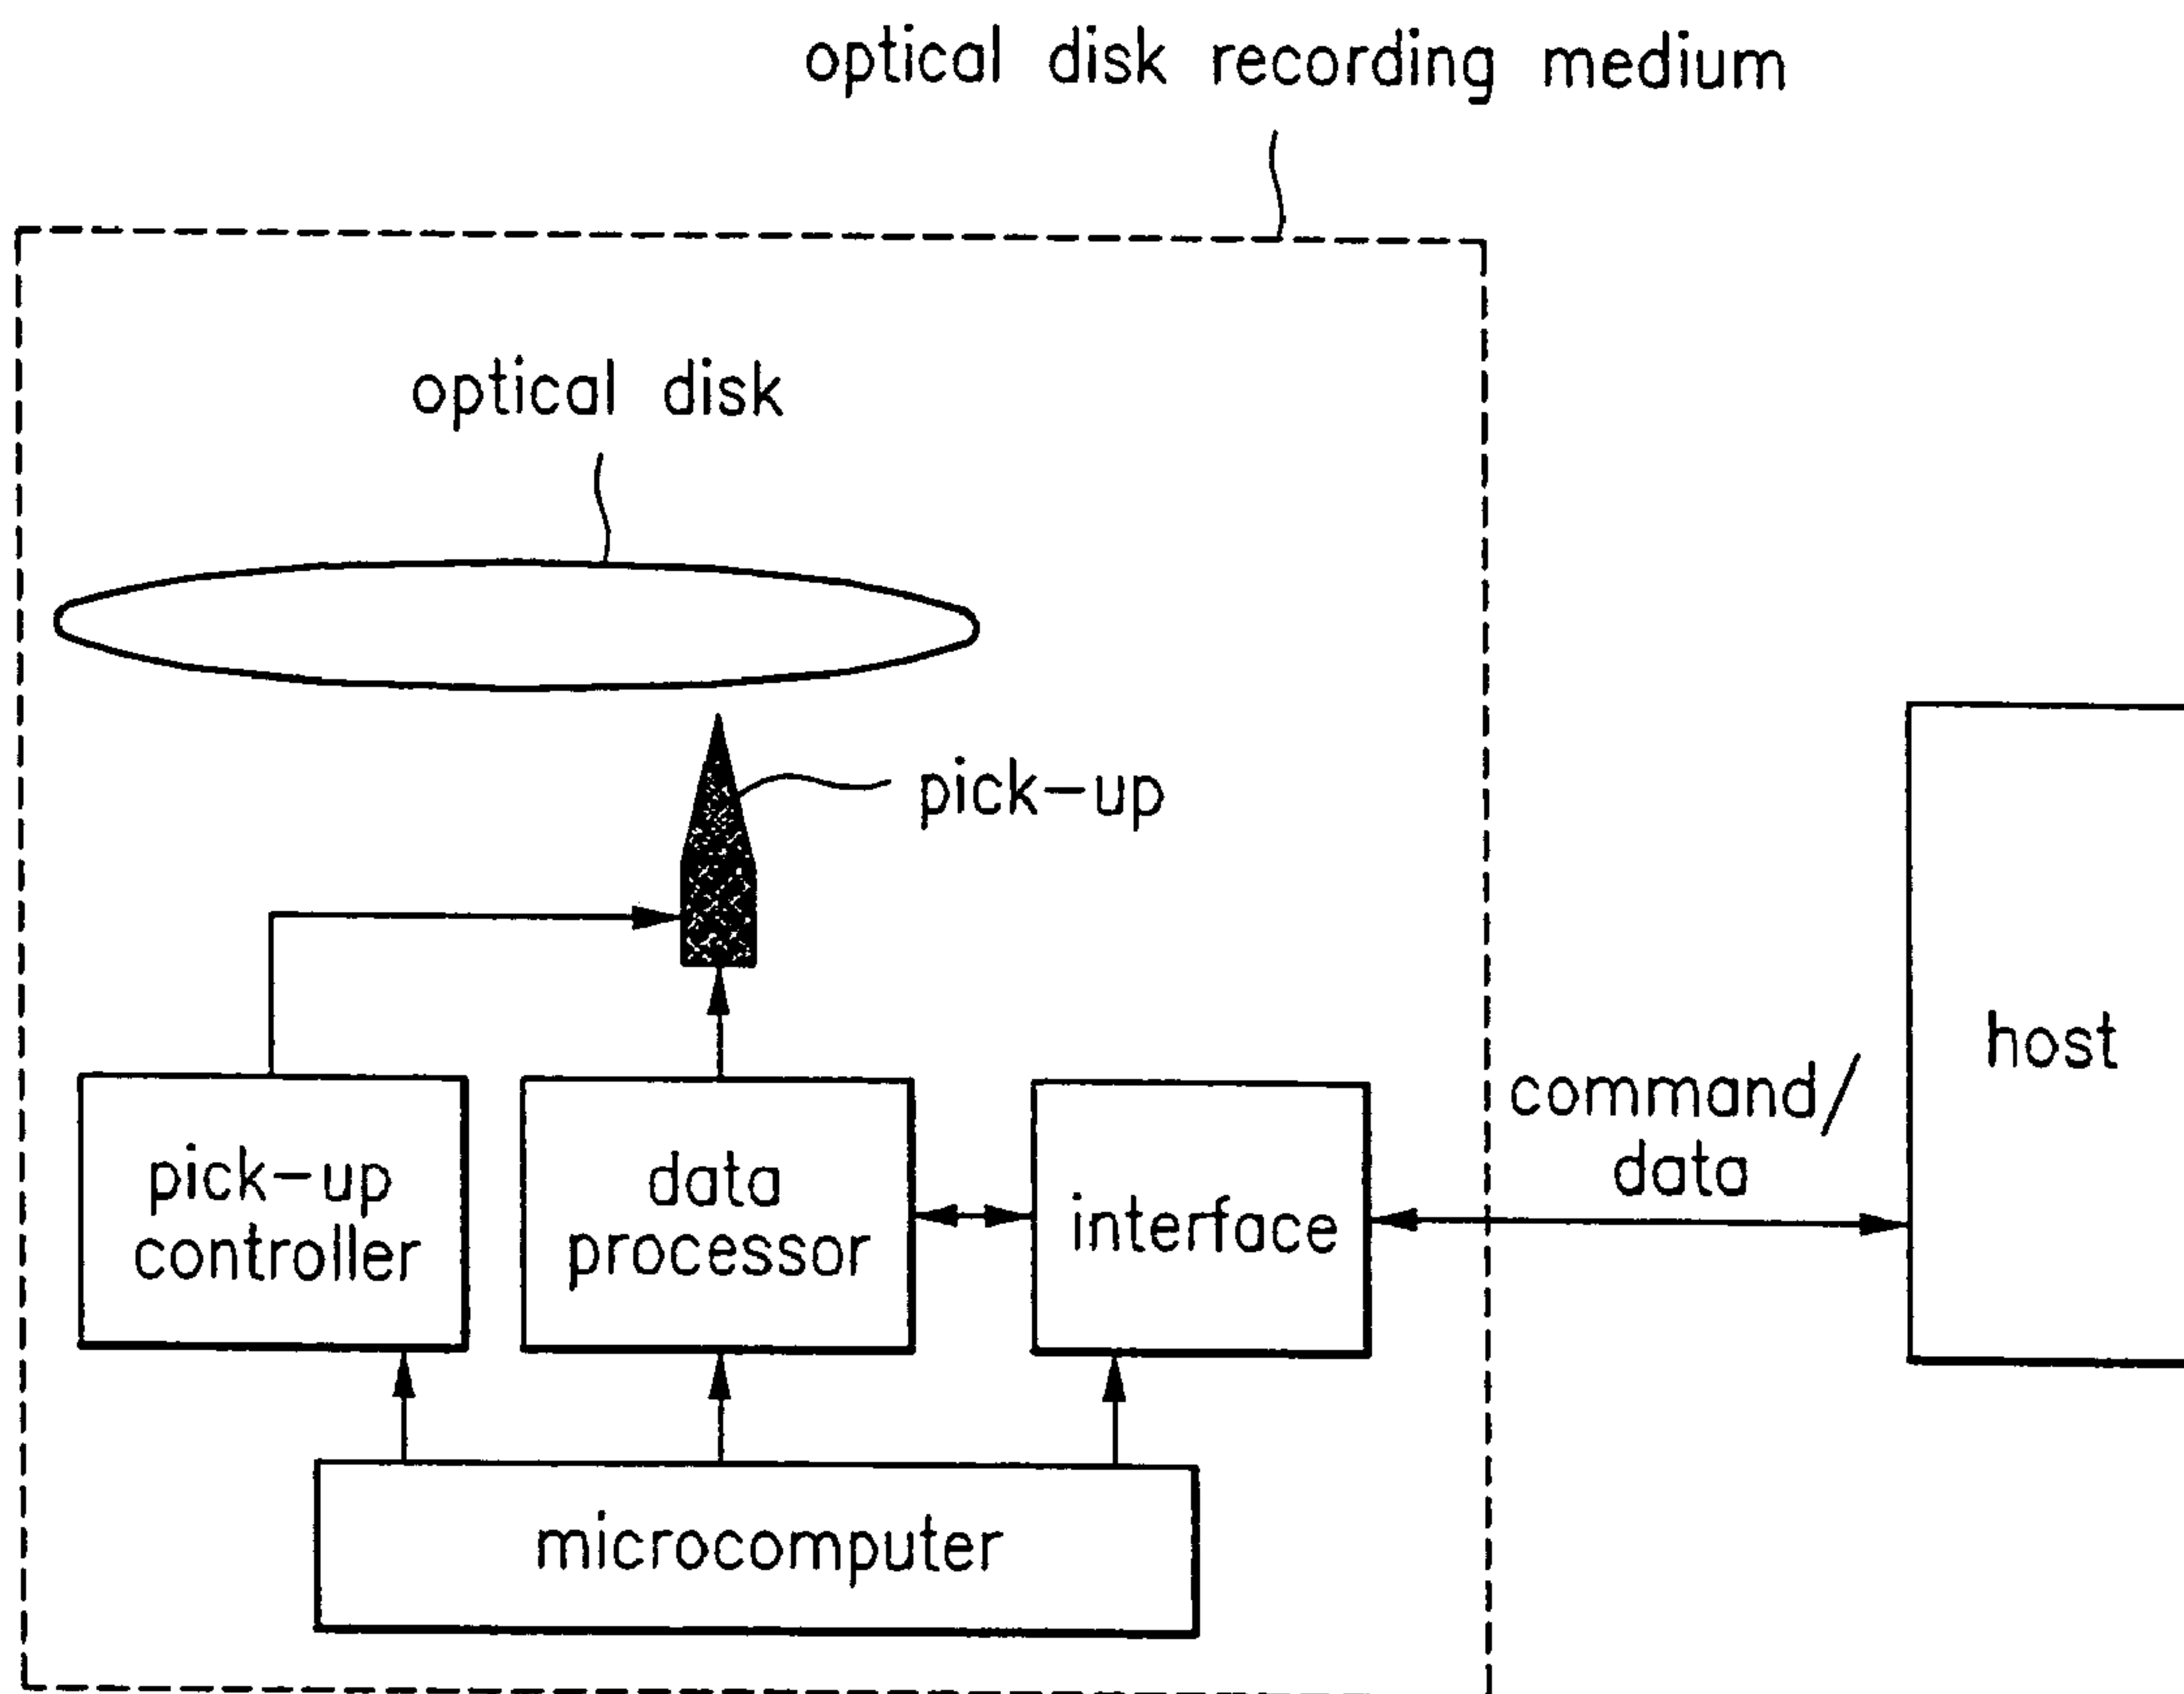 optical disk recording medium
optical disk
pick-up
host
command/
data
pick-up
controller
data
processor
interface
microcomputer